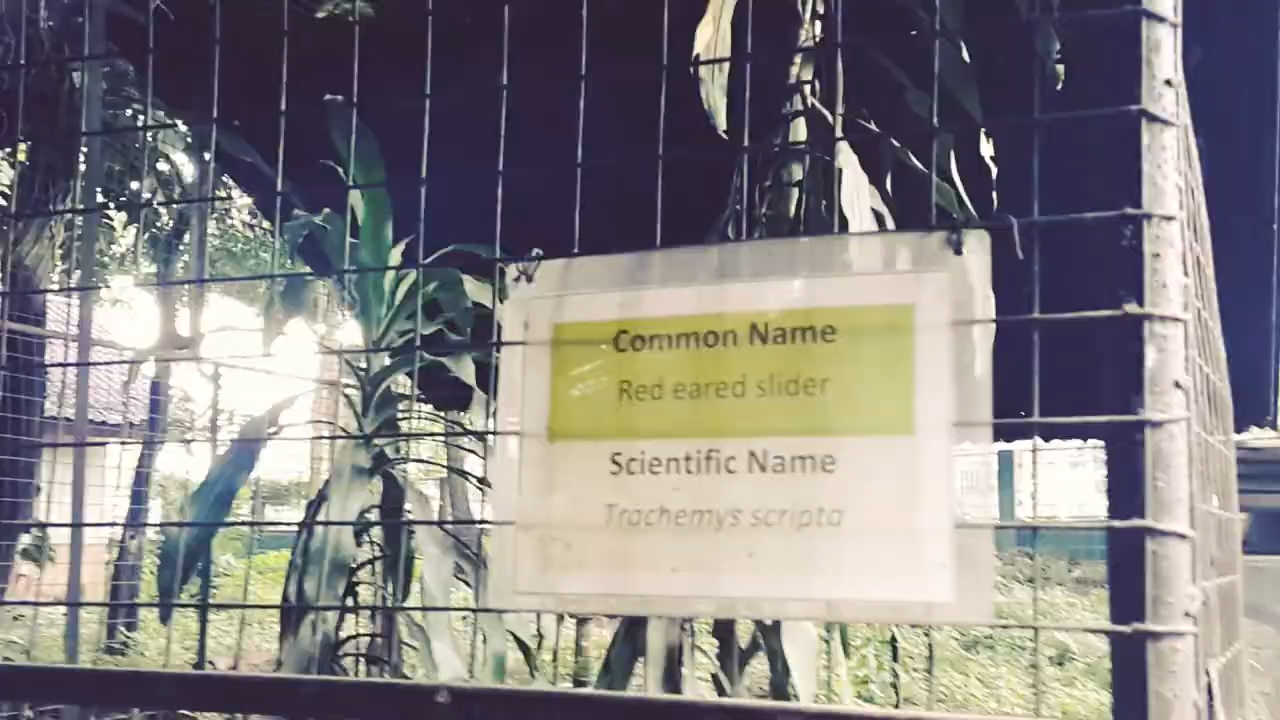 Common Name
Red eared slider
Scientific Name
Trachemys scripta